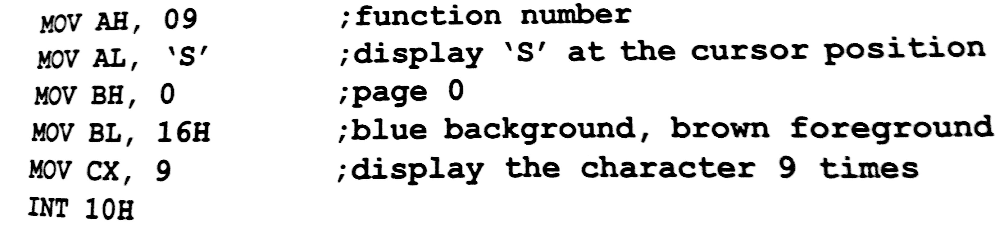 MOV AH, 09 ;function number
MOV AL, ‘S’ ;display ‘S’ at the cursor position
MOV BH, 0 ;page 0
MOV BL, 16H ;blue background, brown foreground
MOV CX, 9 ;display the character 9 times
INT 10H